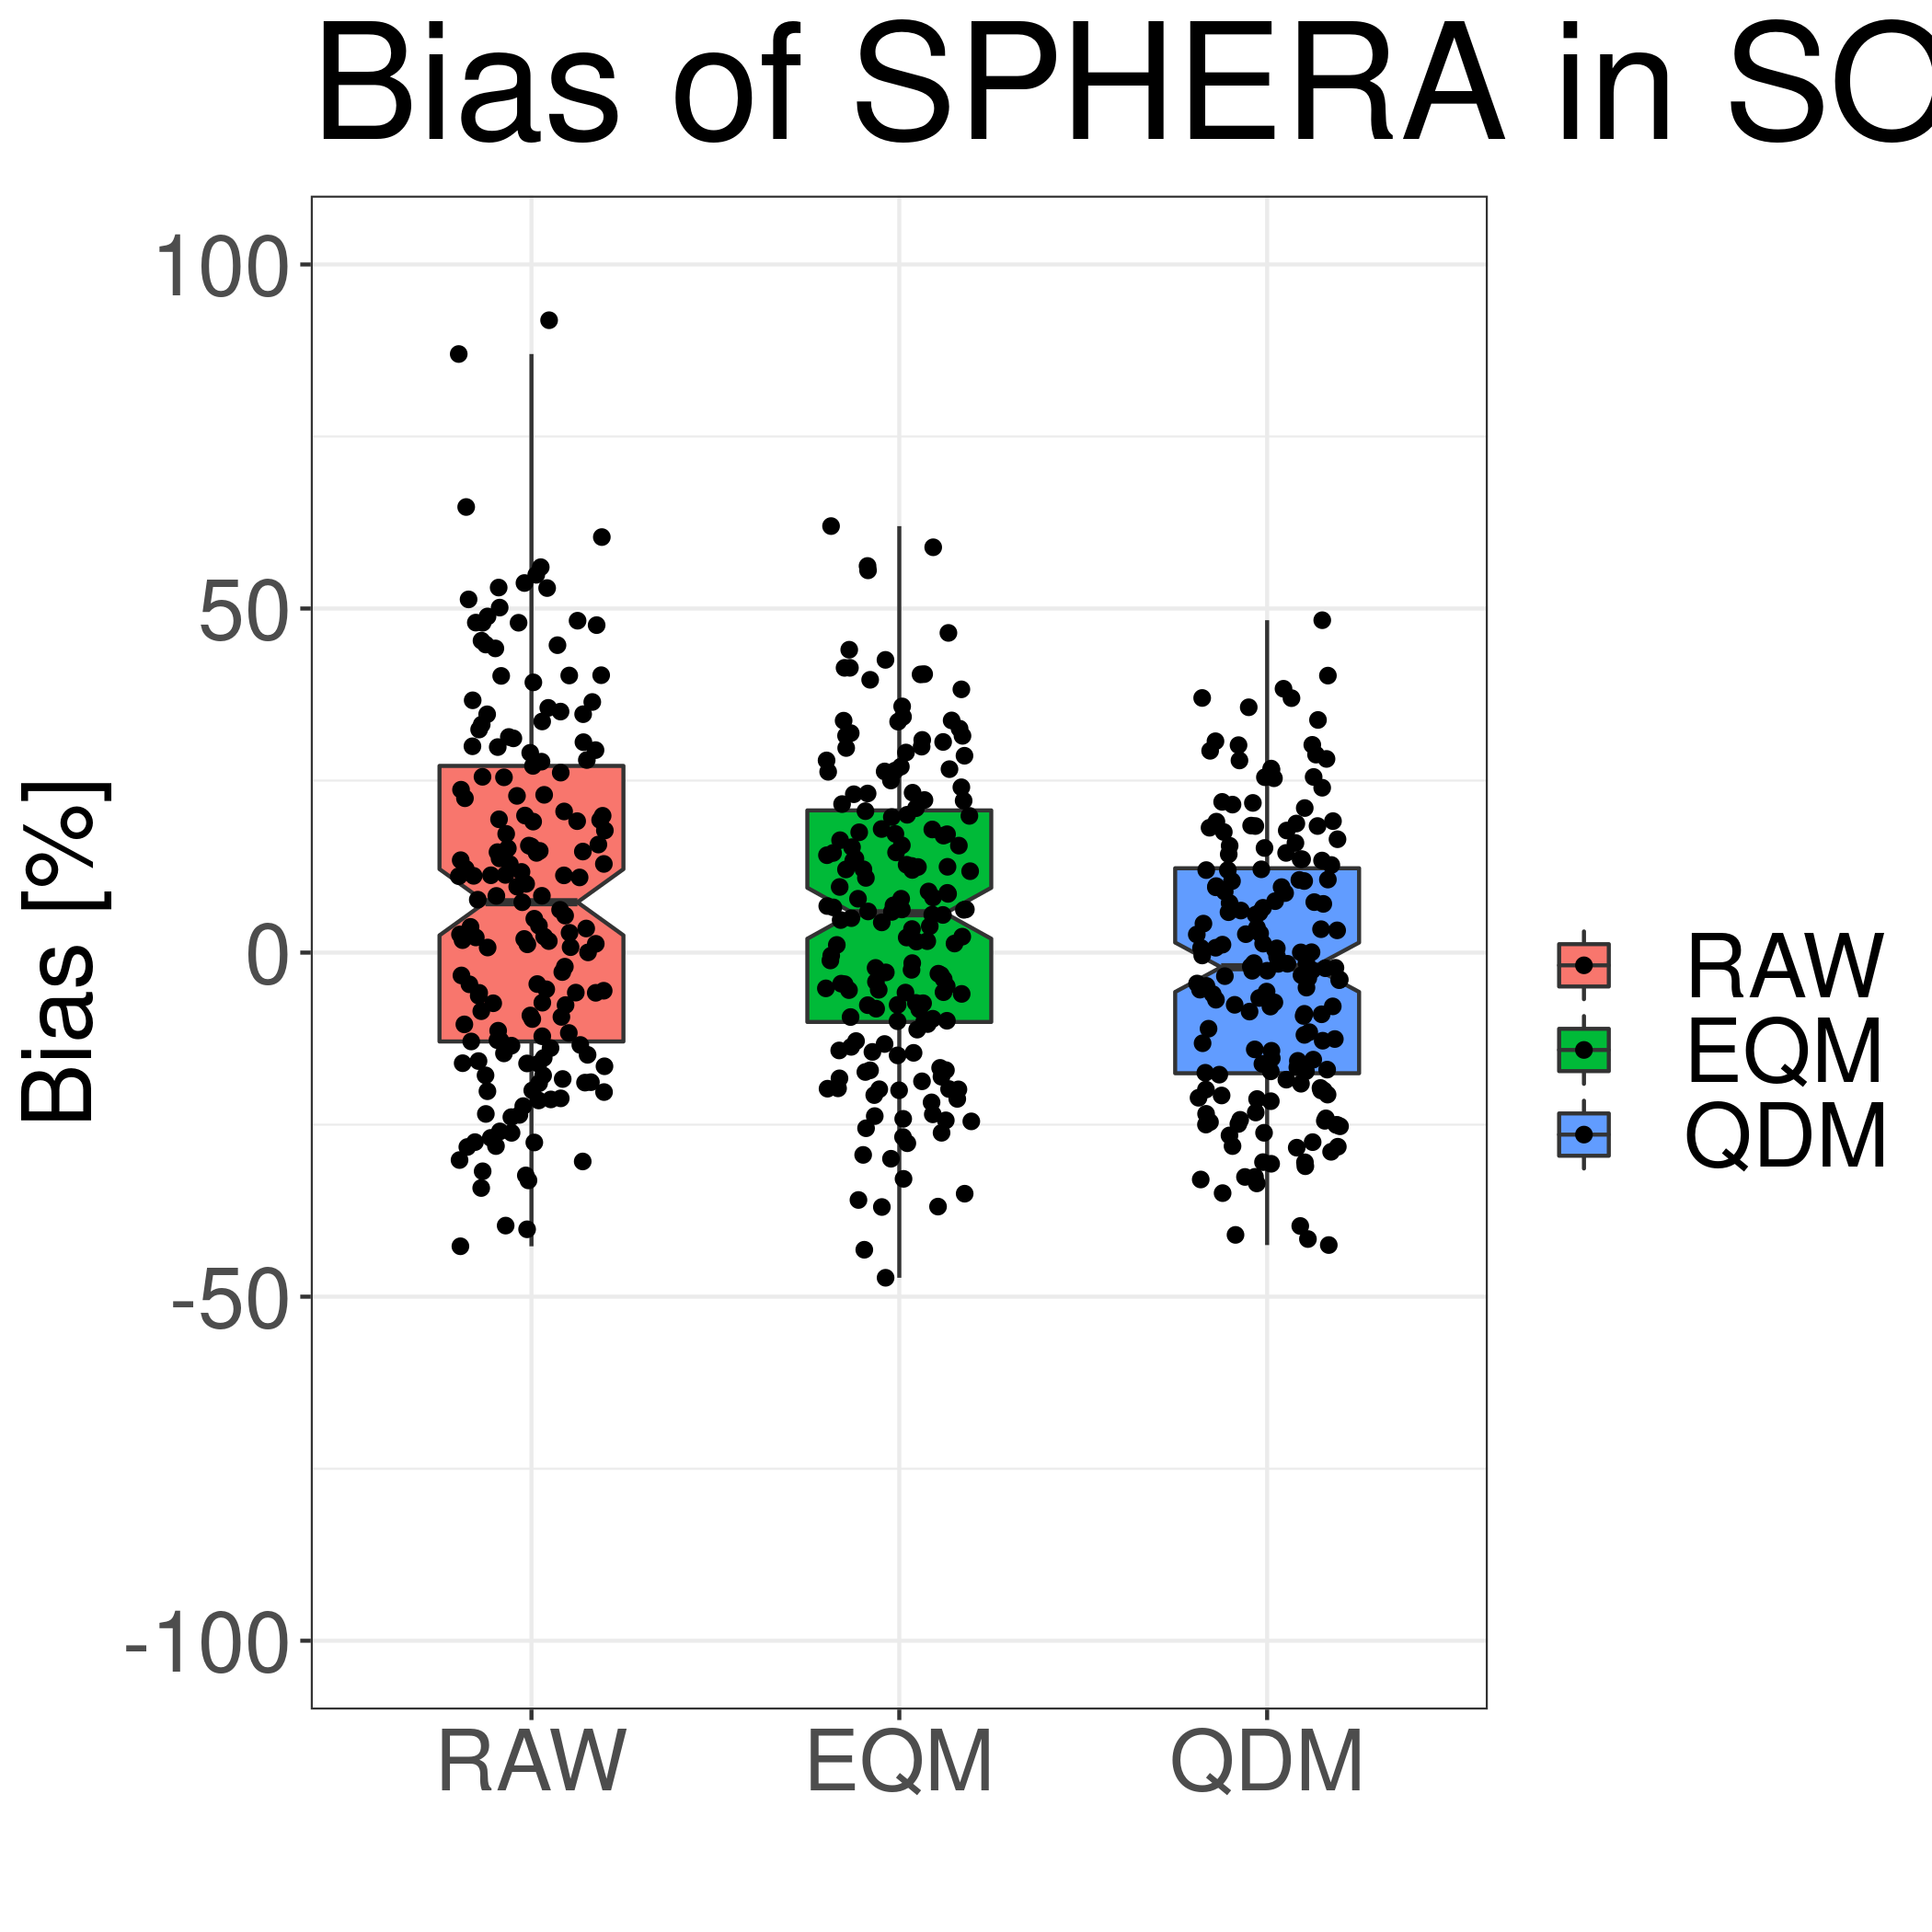 Bias of SPHERA in SO
100
50
0
-50
-100
Bias [%]
RAW
EQM
QDM
RAW
EQM
QDM